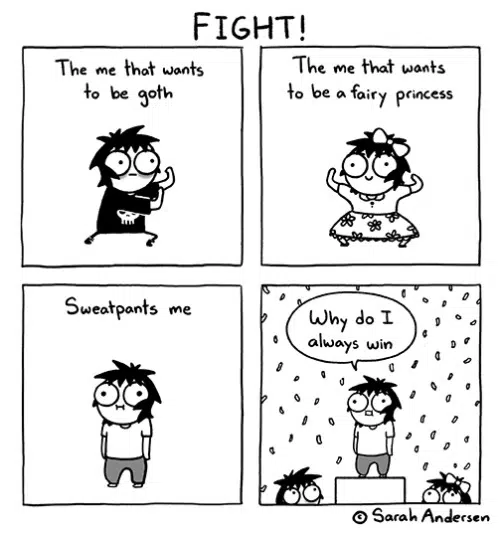 FIGHT!
The me that wants
to be goth
The me that wants
to be a fairy princess
Sweatpants me
Why do I
always win
© Sarah Andersen